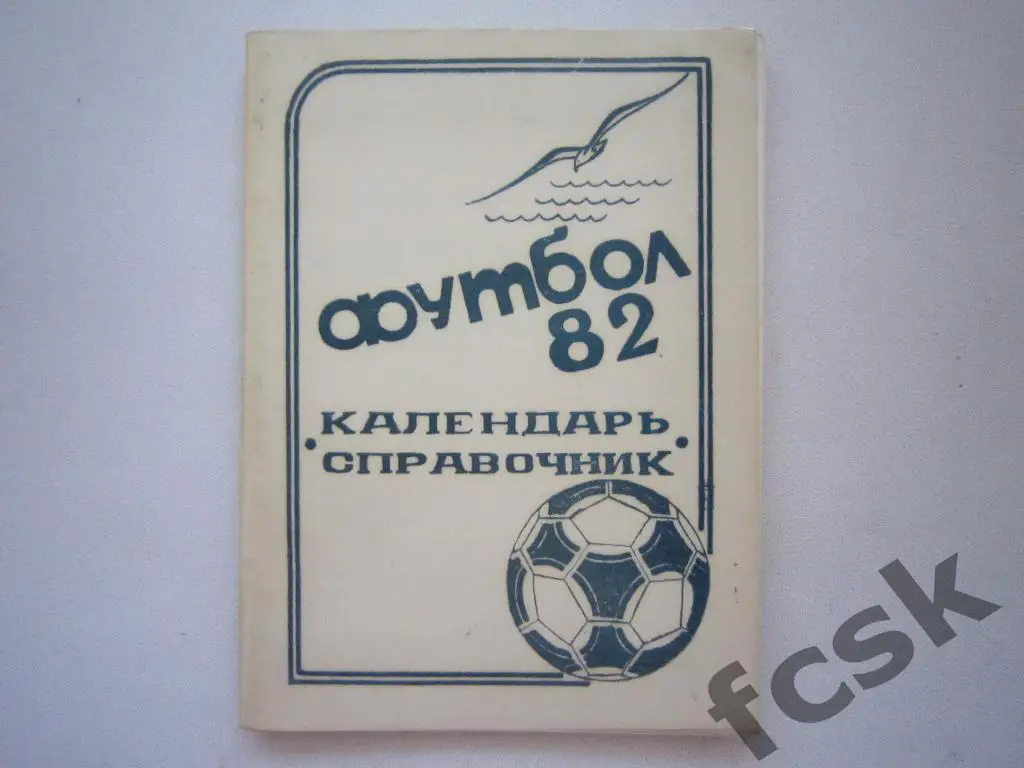 футбол
82
КАЛЕНДАРЬ
СПРАВОЧНИК
fcsk